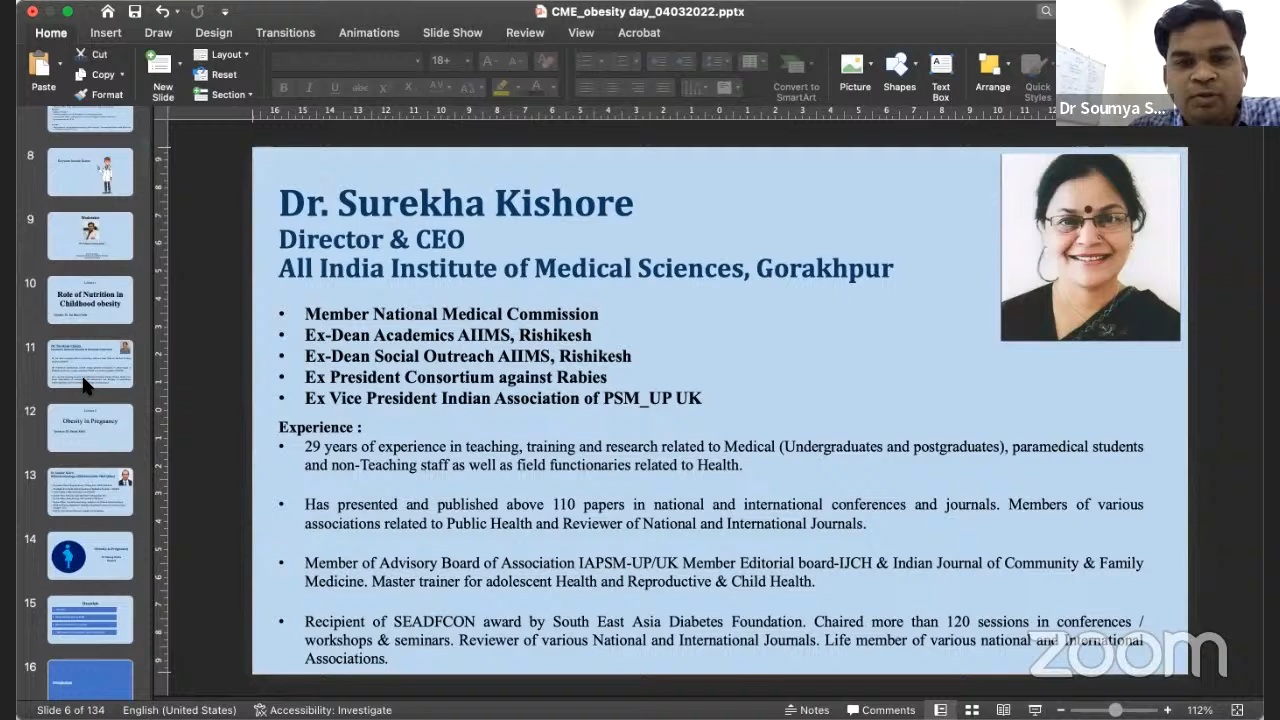 CME_obesity day_04032022.pptx
Home Insert Draw Design Transitions Animations Slide Show Review View Acrobat
Paste
Cut
Copy
Format
New
Slide
Layout
Reset
Section
18+
Convert to
SmartArt
Picture
Shapes
Text
Box
Arrange
Quick
Styles
Dr Soumya S...
8
9
10
Role of Nutrition in
Childhood obesity
11
12
Obesity in Pregnancy
13
14
15
16
Dr. Surekha Kishore
Director & CEO
All India Institute of Medical Sciences, Gorakhpur
• Member National Medical Commission
• Ex-Dean Academics AIIMS, Rishikesh
• Ex-Dean Social Outreach AIIMS, Rishikesh
• Ex President Consortium against Rabies
• Ex Vice President Indian Association of PSM_UP UK
Experience :
• 29 years of experience in teaching, training and research related to Medical (Undergraduates and postgraduates), paramedical students
and non-Teaching staff as well as field functionaries related to Health.
• Has presented and published above 110 papers in national and international conferences and journals. Members of various
associations related to Public Health and Reviewer of National and International Journals.
• Member of Advisory Board of Association IAPSM-UP/UK Member Editorial board-IJCH & Indian Journal of Community & Family
Medicine. Master trainer for adolescent Health and Reproductive & Child Health.
• Recipient of SEADFCON award by South East Asia Diabetes Foundation. Chaired more than 120 sessions in conferences /
workshops & seminars. Reviewer of various National and International Journals. Life member of various national and International
Associations.
zoom
Slide 6 of 134 English (United States) Accessibility: Investigate Notes Comments 112%